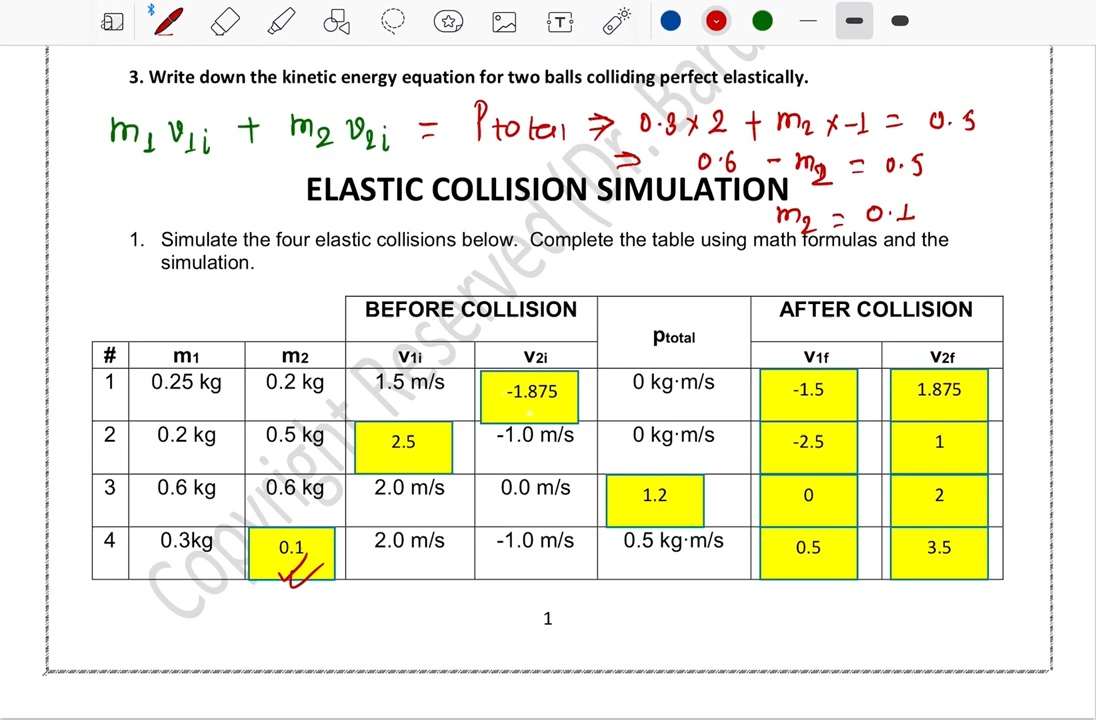 3. Write down the kinetic energy equation for two balls colliding perfect elastically.
m1 v1i + m2 v2i = Ptotal ⇒ 0.3 × 2 + m2 × -1 = 0.5
⇒ 0.6 - m2 = 0.5
m2 = 0.1
ELASTIC COLLISION SIMULATION
1. Simulate the four elastic collisions below. Complete the table using math formulas and the
simulation.
BEFORE COLLISION ptotal AFTER COLLISION
# m1 m2 v1i v2i v1f v2f
1 0.25 kg 0.2 kg 1.5 m/s -1.875 0 kg·m/s -1.5 1.875
2 0.2 kg 0.5 kg 2.5 -1.0 m/s 0 kg·m/s -2.5 1
3 0.6 kg 0.6 kg 2.0 m/s 0.0 m/s 1.2 0 2
4 0.3kg 0.1 2.0 m/s -1.0 m/s 0.5 kg·m/s 0.5 3.5
1
Copyright Reserved (Dr. Bar